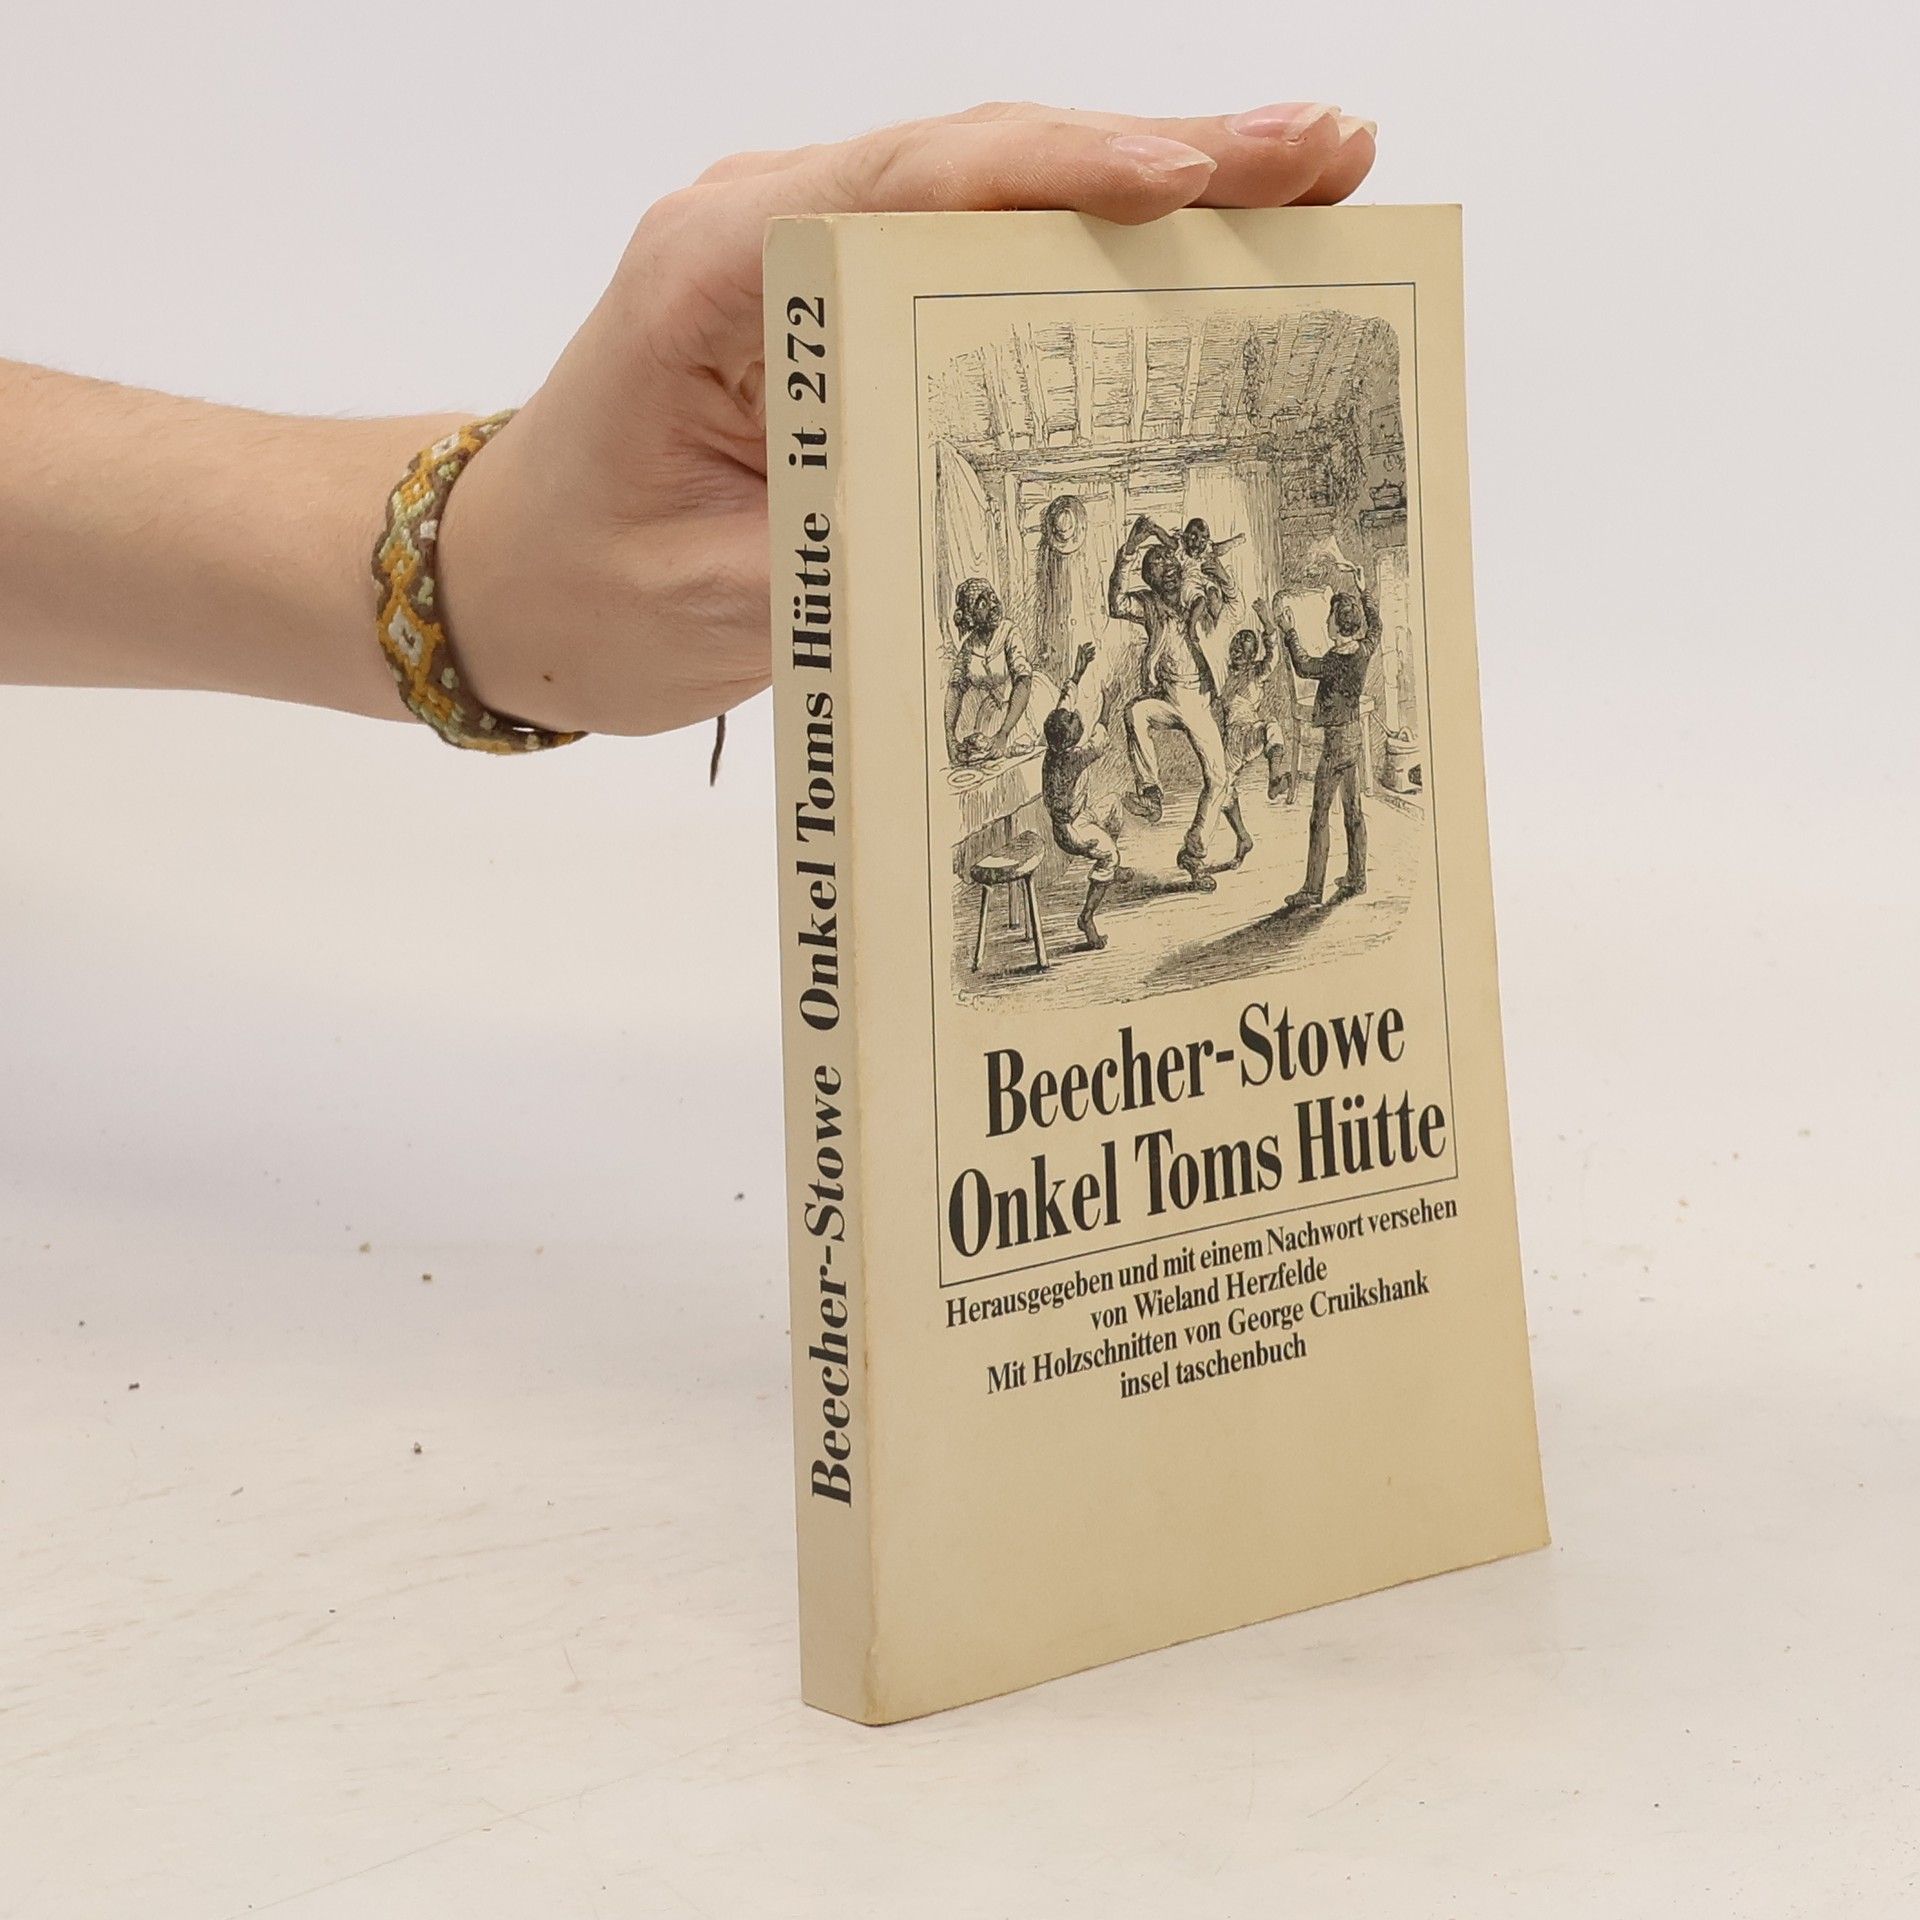 Beecher-Stowe Onkel Toms Hütte it 272
Beecher-Stowe
Onkel Toms Hütte
Herausgegeben und mit einem Nachwort versehen
von Wieland Herzfelde
Mit Holzschnitten von George Cruikshank
insel taschenbuch